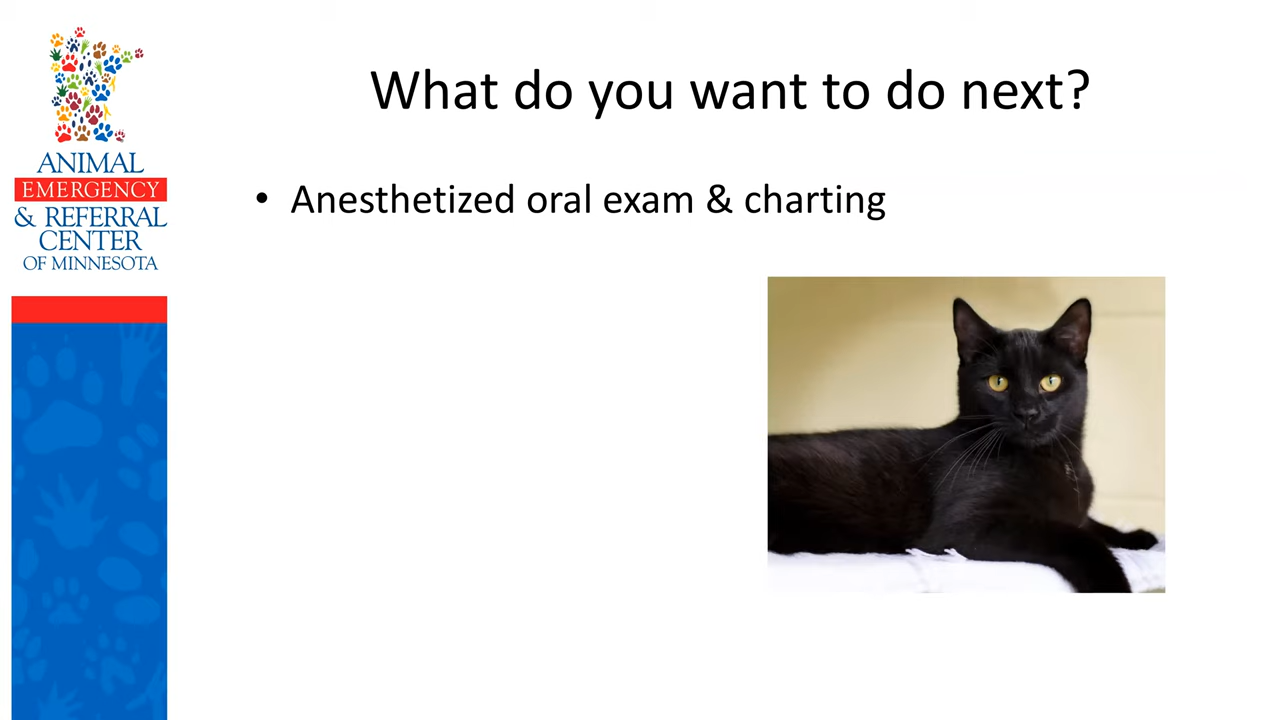 What do you want to do next?
• Anesthetized oral exam & charting
ANIMAL
EMERGENCY
& REFERRAL
CENTER
OF MINNESOTA